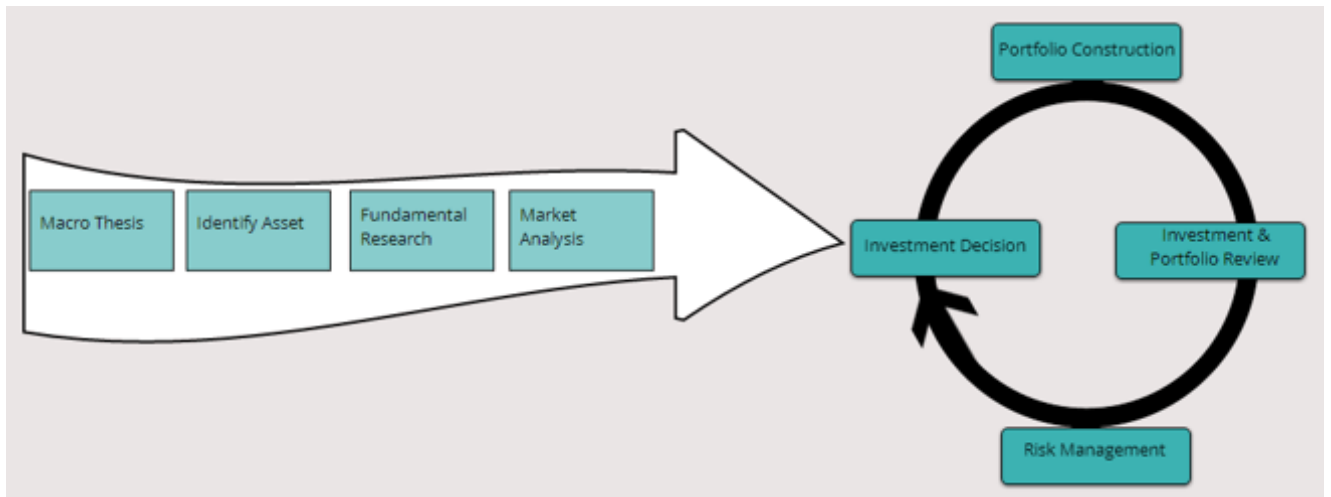 Macro Thesis
Identify Asset
Fundamental
Research
Market
Analysis
Portfolio Construction
Investment Decision
Investment &
Portfolio Review
Risk Management